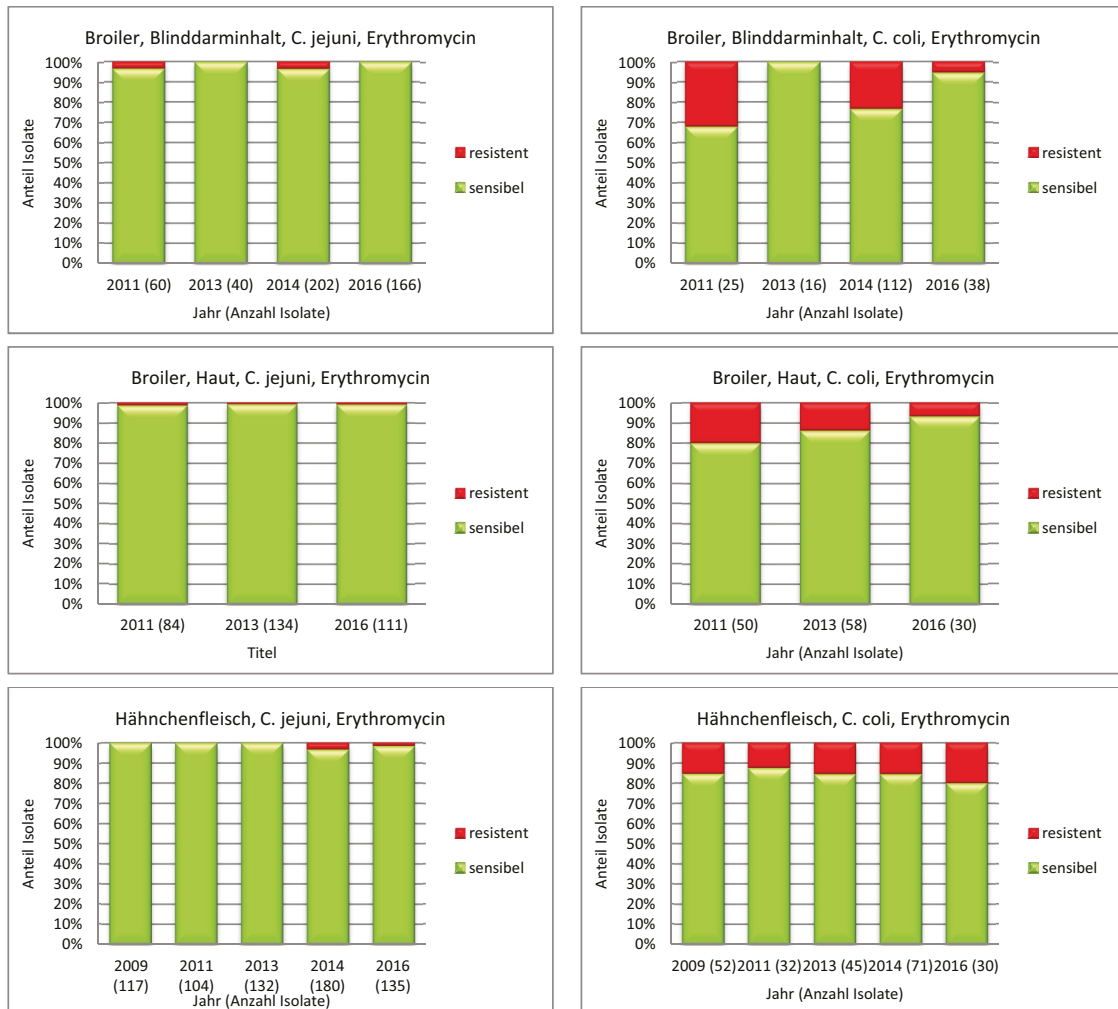 Broiler, Blinddarminhalt, C. jejuni, Erythromycin
Anteil Isolate
100%
90%
80%
70%
60%
50%
40%
30%
20%
10%
0%
resistent
sensibel
2011 (60) 2013 (40) 2014 (202) 2016 (166)
Jahr (Anzahl Isolate)
Broiler, Blinddarminhalt, C. coli, Erythromycin
Anteil Isolate
100%
90%
80%
70%
60%
50%
40%
30%
20%
10%
0%
resistent
sensibel
2011 (25) 2013 (16) 2014 (112) 2016 (38)
Jahr (Anzahl Isolate)
Broiler, Haut, C. jejuni, Erythromycin
Anteil Isolate
100%
90%
80%
70%
60%
50%
40%
30%
20%
10%
0%
resistent
sensibel
2011 (84) 2013 (134) 2016 (111)
Titel
Broiler, Haut, C. coli, Erythromycin
Anteil Isolate
100%
90%
80%
70%
60%
50%
40%
30%
20%
10%
0%
resistent
sensibel
2011 (50) 2013 (58) 2016 (30)
Jahr (Anzahl Isolate)
Hähnchenfleisch, C. jejuni, Erythromycin
Anteil Isolate
100%
90%
80%
70%
60%
50%
40%
30%
20%
10%
0%
resistent
sensibel
2009 2011 2013 2014 2016
(117) (104) (132) (180) (135)
Jahr (Anzahl Isolate)
Hähnchenfleisch, C. coli, Erythromycin
Anteil Isolate
100%
90%
80%
70%
60%
50%
40%
30%
20%
10%
0%
resistent
sensibel
2009 (52) 2011 (32) 2013 (45) 2014 (71) 2016 (30)
Jahr (Anzahl Isolate)